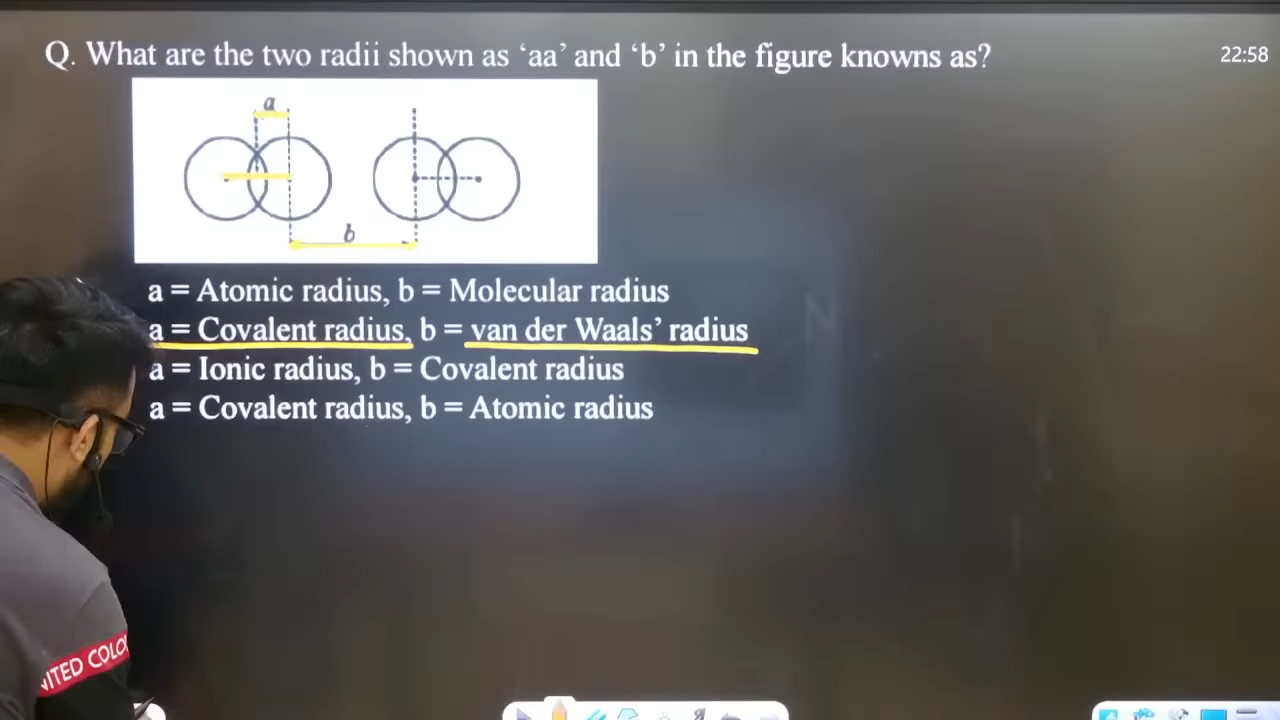 Q. What are the two radii shown as ‘aa’ and ‘b’ in the figure knowns as?
22:58
a
b
a = Atomic radius, b = Molecular radius
a = Covalent radius, b = van der Waals’ radius
a = Ionic radius, b = Covalent radius
a = Covalent radius, b = Atomic radius
NITED COLO